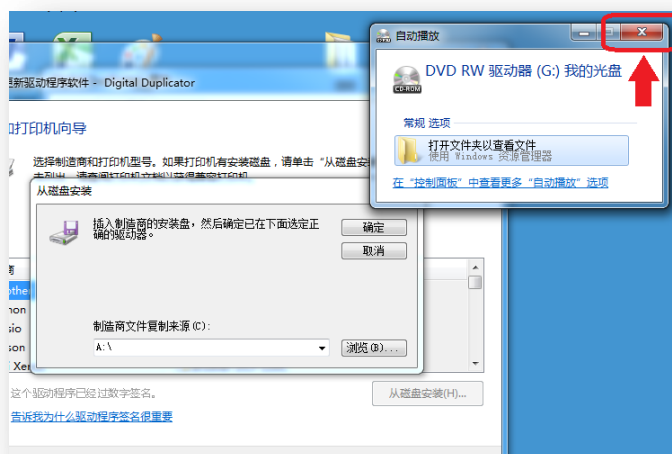 自动播放
DVD RW 驱动器 (G:) 我的光盘
CD-ROM
常规 选项
打开文件夹以查看文件
使用 Windows 资源管理器
在“控制面板”中查看更多“自动播放”选项
更新驱动程序软件 - Digital Duplicator
打印机向导
选择制造商和打印机型号。如果打印机有安装磁盘，请单击“从磁盘安
从磁盘安装
插入制造商的安装盘，然后确定已在下面选定正
确的驱动器。
确定
取消
制造商文件复制来源(C):
A:\
浏览(B)...
商
othe
non
sio
son
Xer
这个驱动程序已经过数字签名。
从磁盘安装(H)...
告诉我为什么驱动程序签名很重要